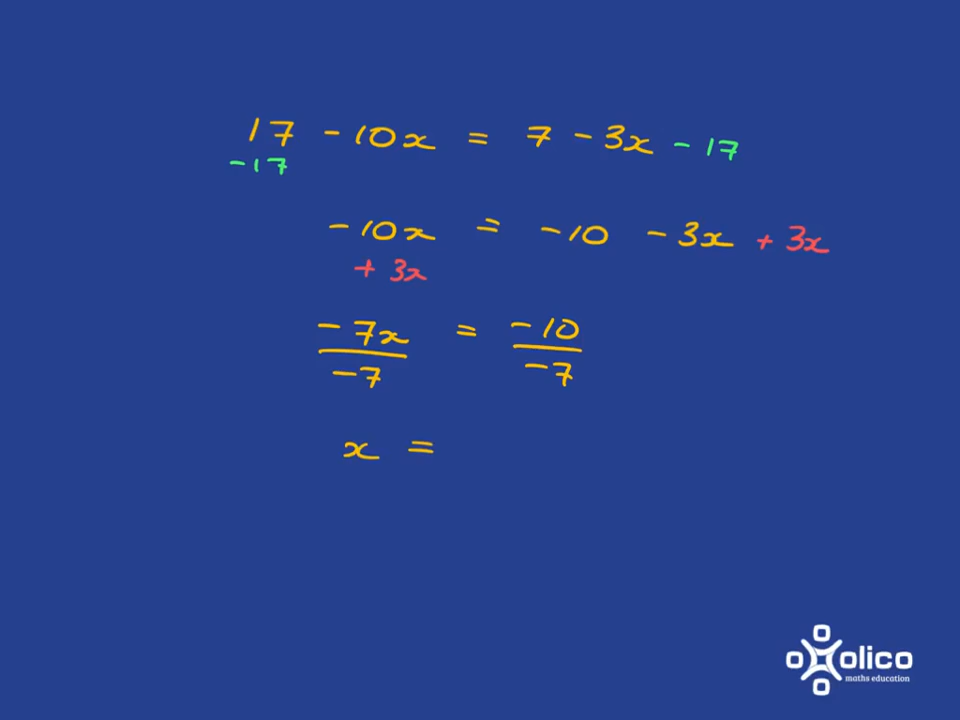 17 - 10x = 7 - 3x - 17
-17
-10x = -10 - 3x + 3x
+ 3x
-7x = -10
-7 -7
x =
olico
maths education